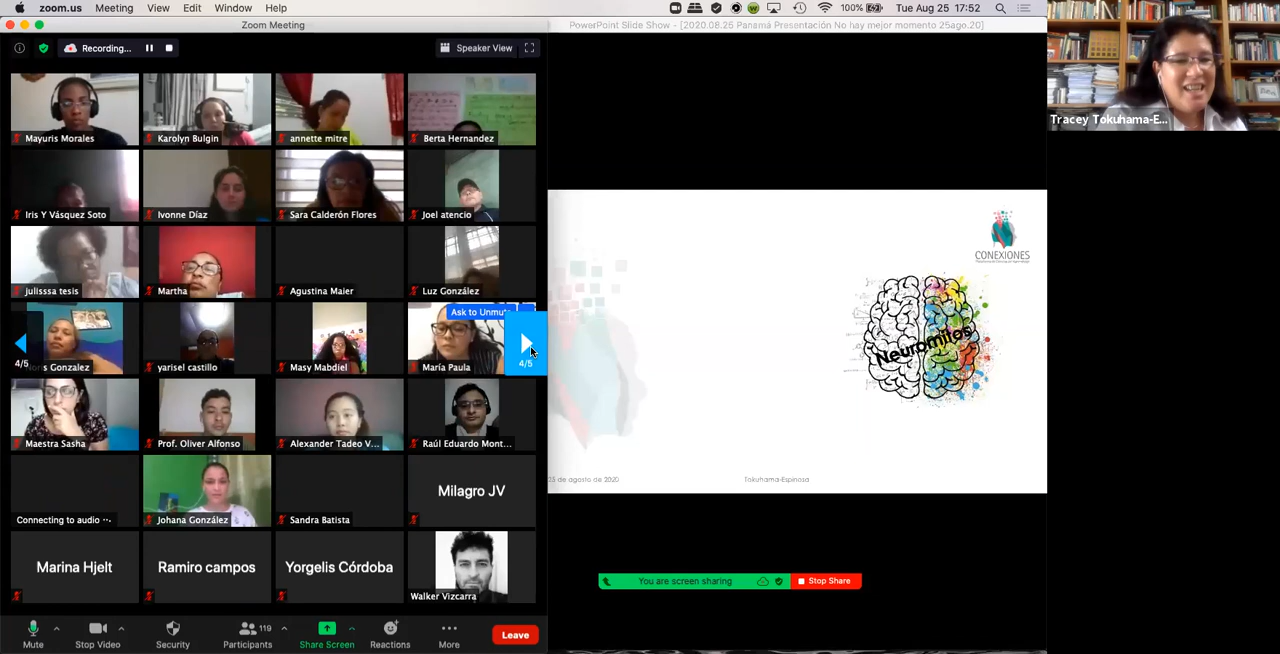 zoom.us Meeting View Edit Window Help
100% Tue Aug 25 17:52
Zoom Meeting
PowerPoint Slide Show - [2020.08.25 Panamá Presentación No hay mejor momento 25ago.20]
Recording...
Speaker View
Mayuris Morales
Karolyn Bulgin
annette mitre
Berta Hernandez
Tracey Tokuhama-E...
Iris Y Vásquez Soto
Ivonne Díaz
Sara Calderón Flores
Joel atencio
julisssa tesis
Martha
Agustina Maier
Luz González
CONEXIONES
Ask to Unmute
4/5
Gonzalez
yarisel castillo
Masy Mabdiel
María Paula
4/5
Neuromitos
Maestra Sasha
Prof. Oliver Alfonso
Alexander Tadeo V...
Raúl Eduardo Mont...
Connecting to audio ...
Johana González
Sandra Batista
Milagro JV
25 de agosto de 2020
Tokuhama-Espinosa
Marina Hjelt
Ramiro campos
Yorgelis Córdoba
Walker Vizcarra
You are screen sharing
Stop Share
Mute
Stop Video
Security
Participants
119
Share Screen
Reactions
More
Leave